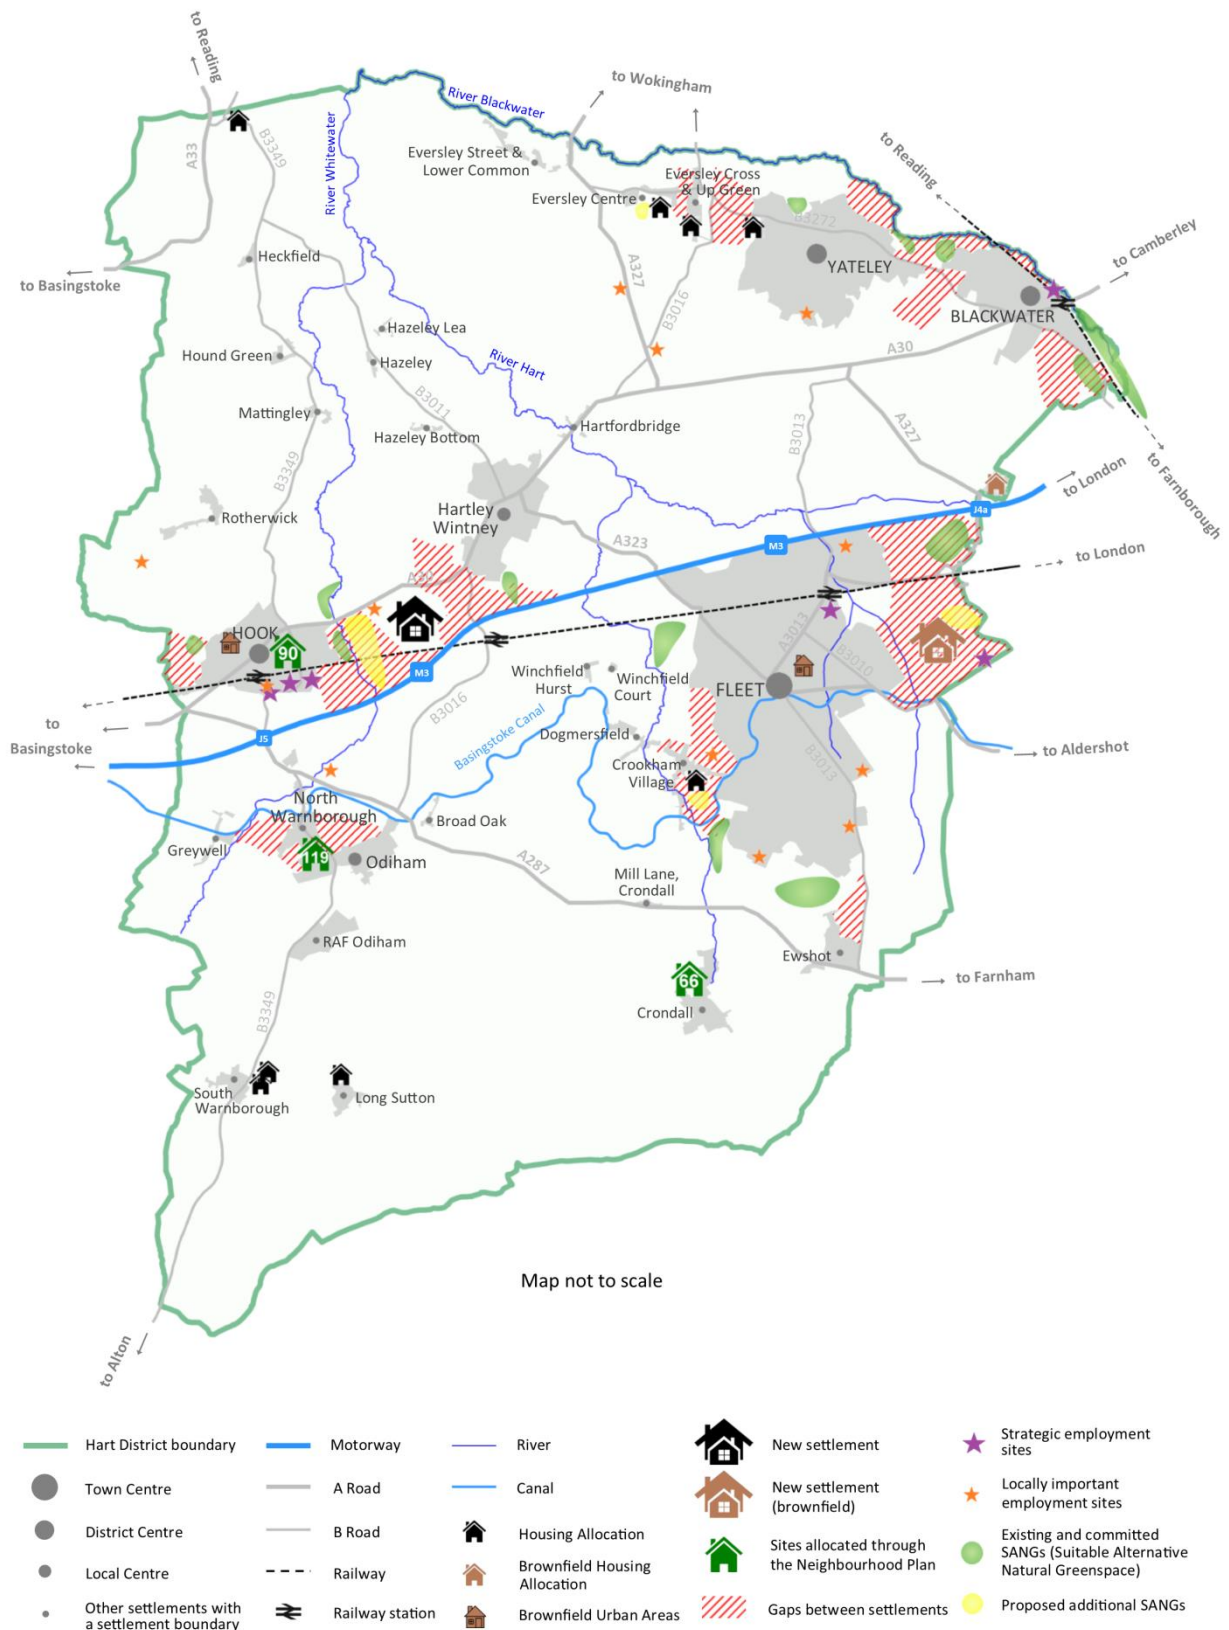 to Reading
to Wokingham
River Blackwater
River Whitewater
A33
B3349
Eversley Street &
Lower Common
Eversley Cross
& Up Green
Eversley Centre
to Reading
B3272
YATELEY
to Camberley
BLACKWATER
to Basingstoke
Heckfield
A327
B3016
Hazeley Lea
Hound Green
Hazeley
River Hart
A30
Mattingley
B3011
Hazeley Bottom
Hartfordbridge
B3013
A327
to Farnborough
B3349
Rotherwick
Hartley
Wintney
to London
J4a
A323
M3
to London
A30
HOOK
90
A3013
B3010
M3
Winchfield
Hurst
Winchfield
Court
FLEET
B3016
to
Basingstoke
J5
Basingstoke Canal
Dogmersfield
Crookham
Village
B3013
to Aldershot
North
Warnborough
Broad Oak
Greywell
119
Odiham
A287
Mill Lane,
Crondall
RAF Odiham
Ewshot
66
Crondall
to Farnham
B3349
South
Warnborough
Long Sutton
Map not to scale
to Alton
Hart District boundary
Town Centre
District Centre
Local Centre
Other settlements with
a settlement boundary
Motorway
A Road
B Road
Railway
Railway station
River
Canal
Housing Allocation
Brownfield Housing
Allocation
Brownfield Urban Areas
New settlement
New settlement
(brownfield)
Sites allocated through
the Neighbourhood Plan
Gaps between settlements
Strategic employment
sites
Locally important
employment sites
Existing and committed
SANGs (Suitable Alternative
Natural Greenspace)
Proposed additional SANGs